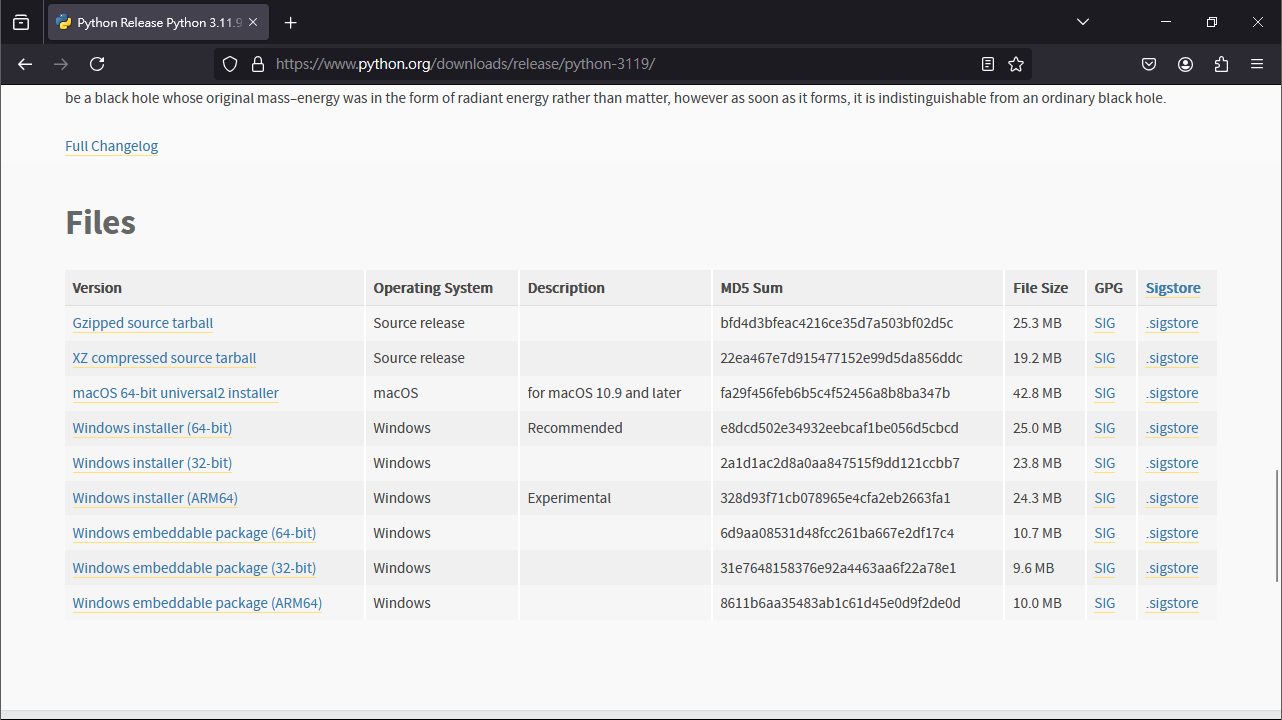 Python Release Python 3.11.9
https://www.python.org/downloads/release/python-3119/
be a black hole whose original mass–energy was in the form of radiant energy rather than matter, however as soon as it forms, it is indistinguishable from an ordinary black hole.
Full Changelog
Files
Version Operating System Description MD5 Sum File Size GPG Sigstore
Gzipped source tarball Source release bfd4d3bfeac4216ce35d7a503bf02d5c 25.3 MB SIG .sigstore
XZ compressed source tarball Source release 22ea467e7d915477152e99d5da856ddc 19.2 MB SIG .sigstore
macOS 64-bit universal2 installer macOS for macOS 10.9 and later fa29f456feb6b5c4f52456a8b8ba347b 42.8 MB SIG .sigstore
Windows installer (64-bit) Windows Recommended e8dcd502e34932eebcaf1be056d5cbcd 25.0 MB SIG .sigstore
Windows installer (32-bit) Windows 2a1d1ac2d8a0aa847515f9dd121ccbb7 23.8 MB SIG .sigstore
Windows installer (ARM64) Windows Experimental 328d93f71cb078965e4cfa2eb2663fa1 24.3 MB SIG .sigstore
Windows embeddable package (64-bit) Windows 6d9aa08531d48fcc261ba667e2df17c4 10.7 MB SIG .sigstore
Windows embeddable package (32-bit) Windows 31e7648158376e92a4463aa6f22a78e1 9.6 MB SIG .sigstore
Windows embeddable package (ARM64) Windows 8611b6aa35483ab1c61d45e0d9f2de0d 10.0 MB SIG .sigstore